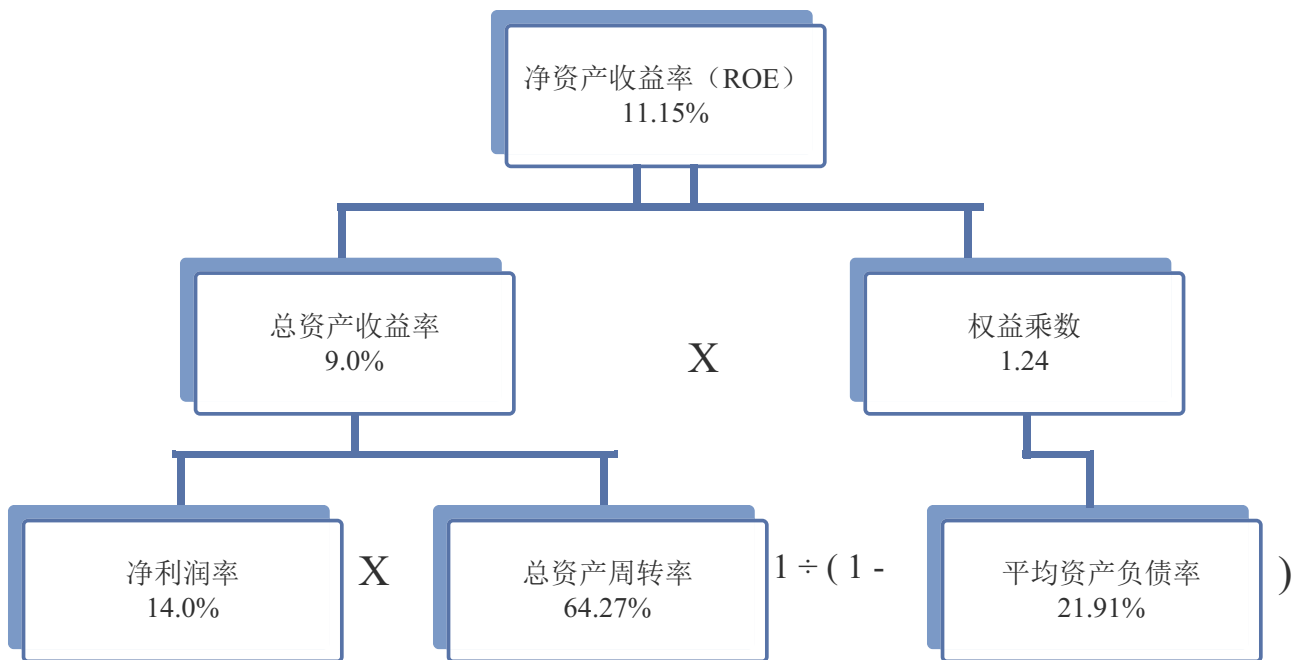 净资产收益率（ROE）
11.15%
总资产收益率
9.0%
X
权益乘数
1.24
净利润率
14.0%
X
总资产周转率
64.27%
1 ÷ ( 1 -
平均资产负债率
21.91%
)